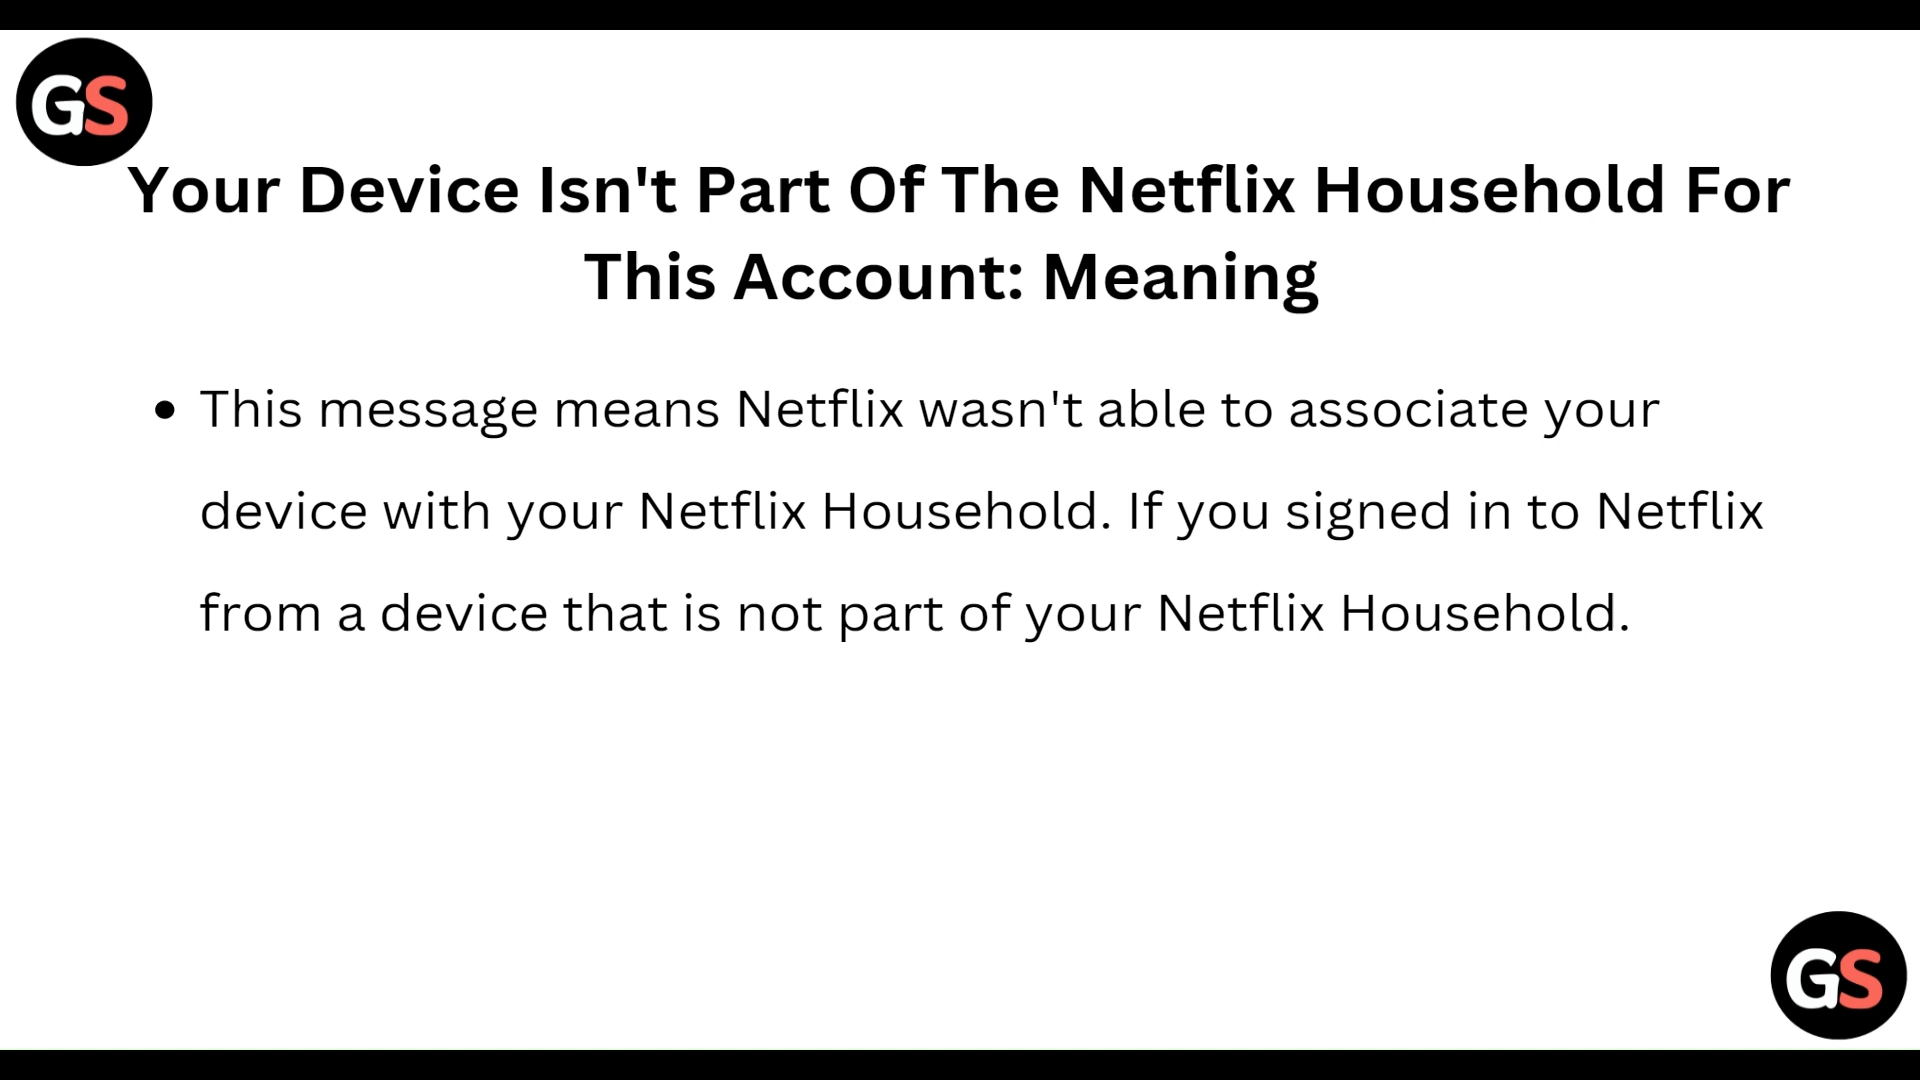 GS
Your Device Isn't Part Of The Netflix Household For
This Account: Meaning
• This message means Netflix wasn't able to associate your
device with your Netflix Household. If you signed in to Netflix
from a device that is not part of your Netflix Household.
GS